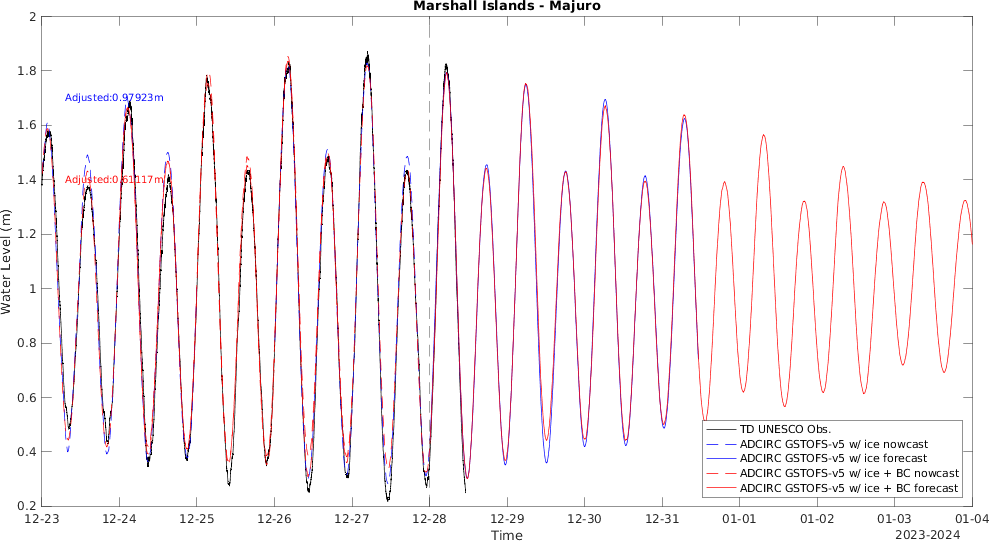 Marshall Islands - Majuro
Water Level (m)
2
1.8
1.6
1.4
1.2
1
0.8
0.6
0.4
0.2
Adjusted:0.97923m
Adjusted:0.61117m
TD UNESCO Obs.
ADCIRC GSTOFS-v5 w/ ice nowcast
ADCIRC GSTOFS-v5 w/ ice forecast
ADCIRC GSTOFS-v5 w/ ice + BC nowcast
ADCIRC GSTOFS-v5 w/ ice + BC forecast
12-23 12-24 12-25 12-26 12-27 12-28 12-29 12-30 12-31 01-01 01-02 01-03 01-04
Time
2023-2024